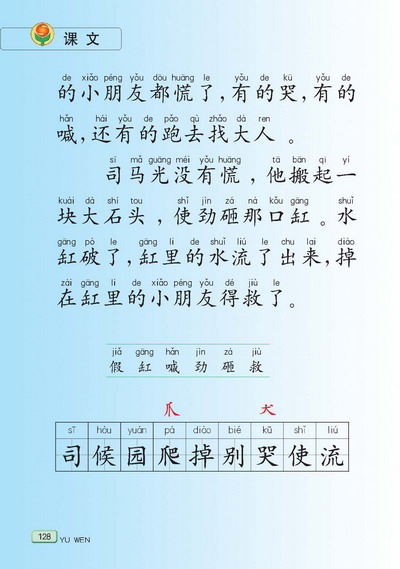 课文
de xiǎo péng yǒu dōu huāng le yǒu de kū yǒu de
的小朋友都慌了，有的哭，有的
hǎn hái yǒu de pǎo qù zhǎo dà rén
喊，还有的跑去找大人。
sī mǎ guāng méi yǒu huāng tā bān qǐ yí
司马光没有慌，他搬起一
kuài dà shí tou shǐ jìn zá nà kǒu gāng shuǐ
块大石头，使劲砸那口缸。水
gāng pò le gāng li de shuǐ liú le chu lai diào
缸破了，缸里的水流了出来，掉
zài gāng li de xiǎo péng yǒu dé jiù le
在缸里的小朋友得救了。
jiǎ gāng hǎn jìn zá jiù
假 缸 喊 劲 砸 救
爪 犬
sī hòu yuán pá diào bié kū shǐ liú
司 候 园 爬 掉 别 哭 使 流
128 YU WEN